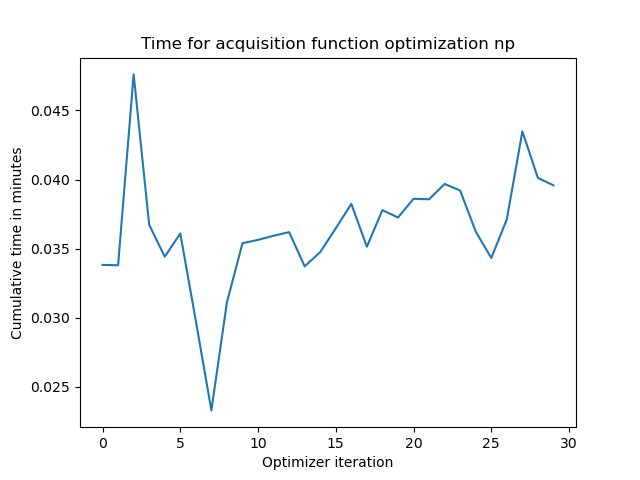 Time for acquisition function optimization np
Cumulative time in minutes
0.045
0.040
0.035
0.030
0.025
0 5 10 15 20 25 30
Optimizer iteration